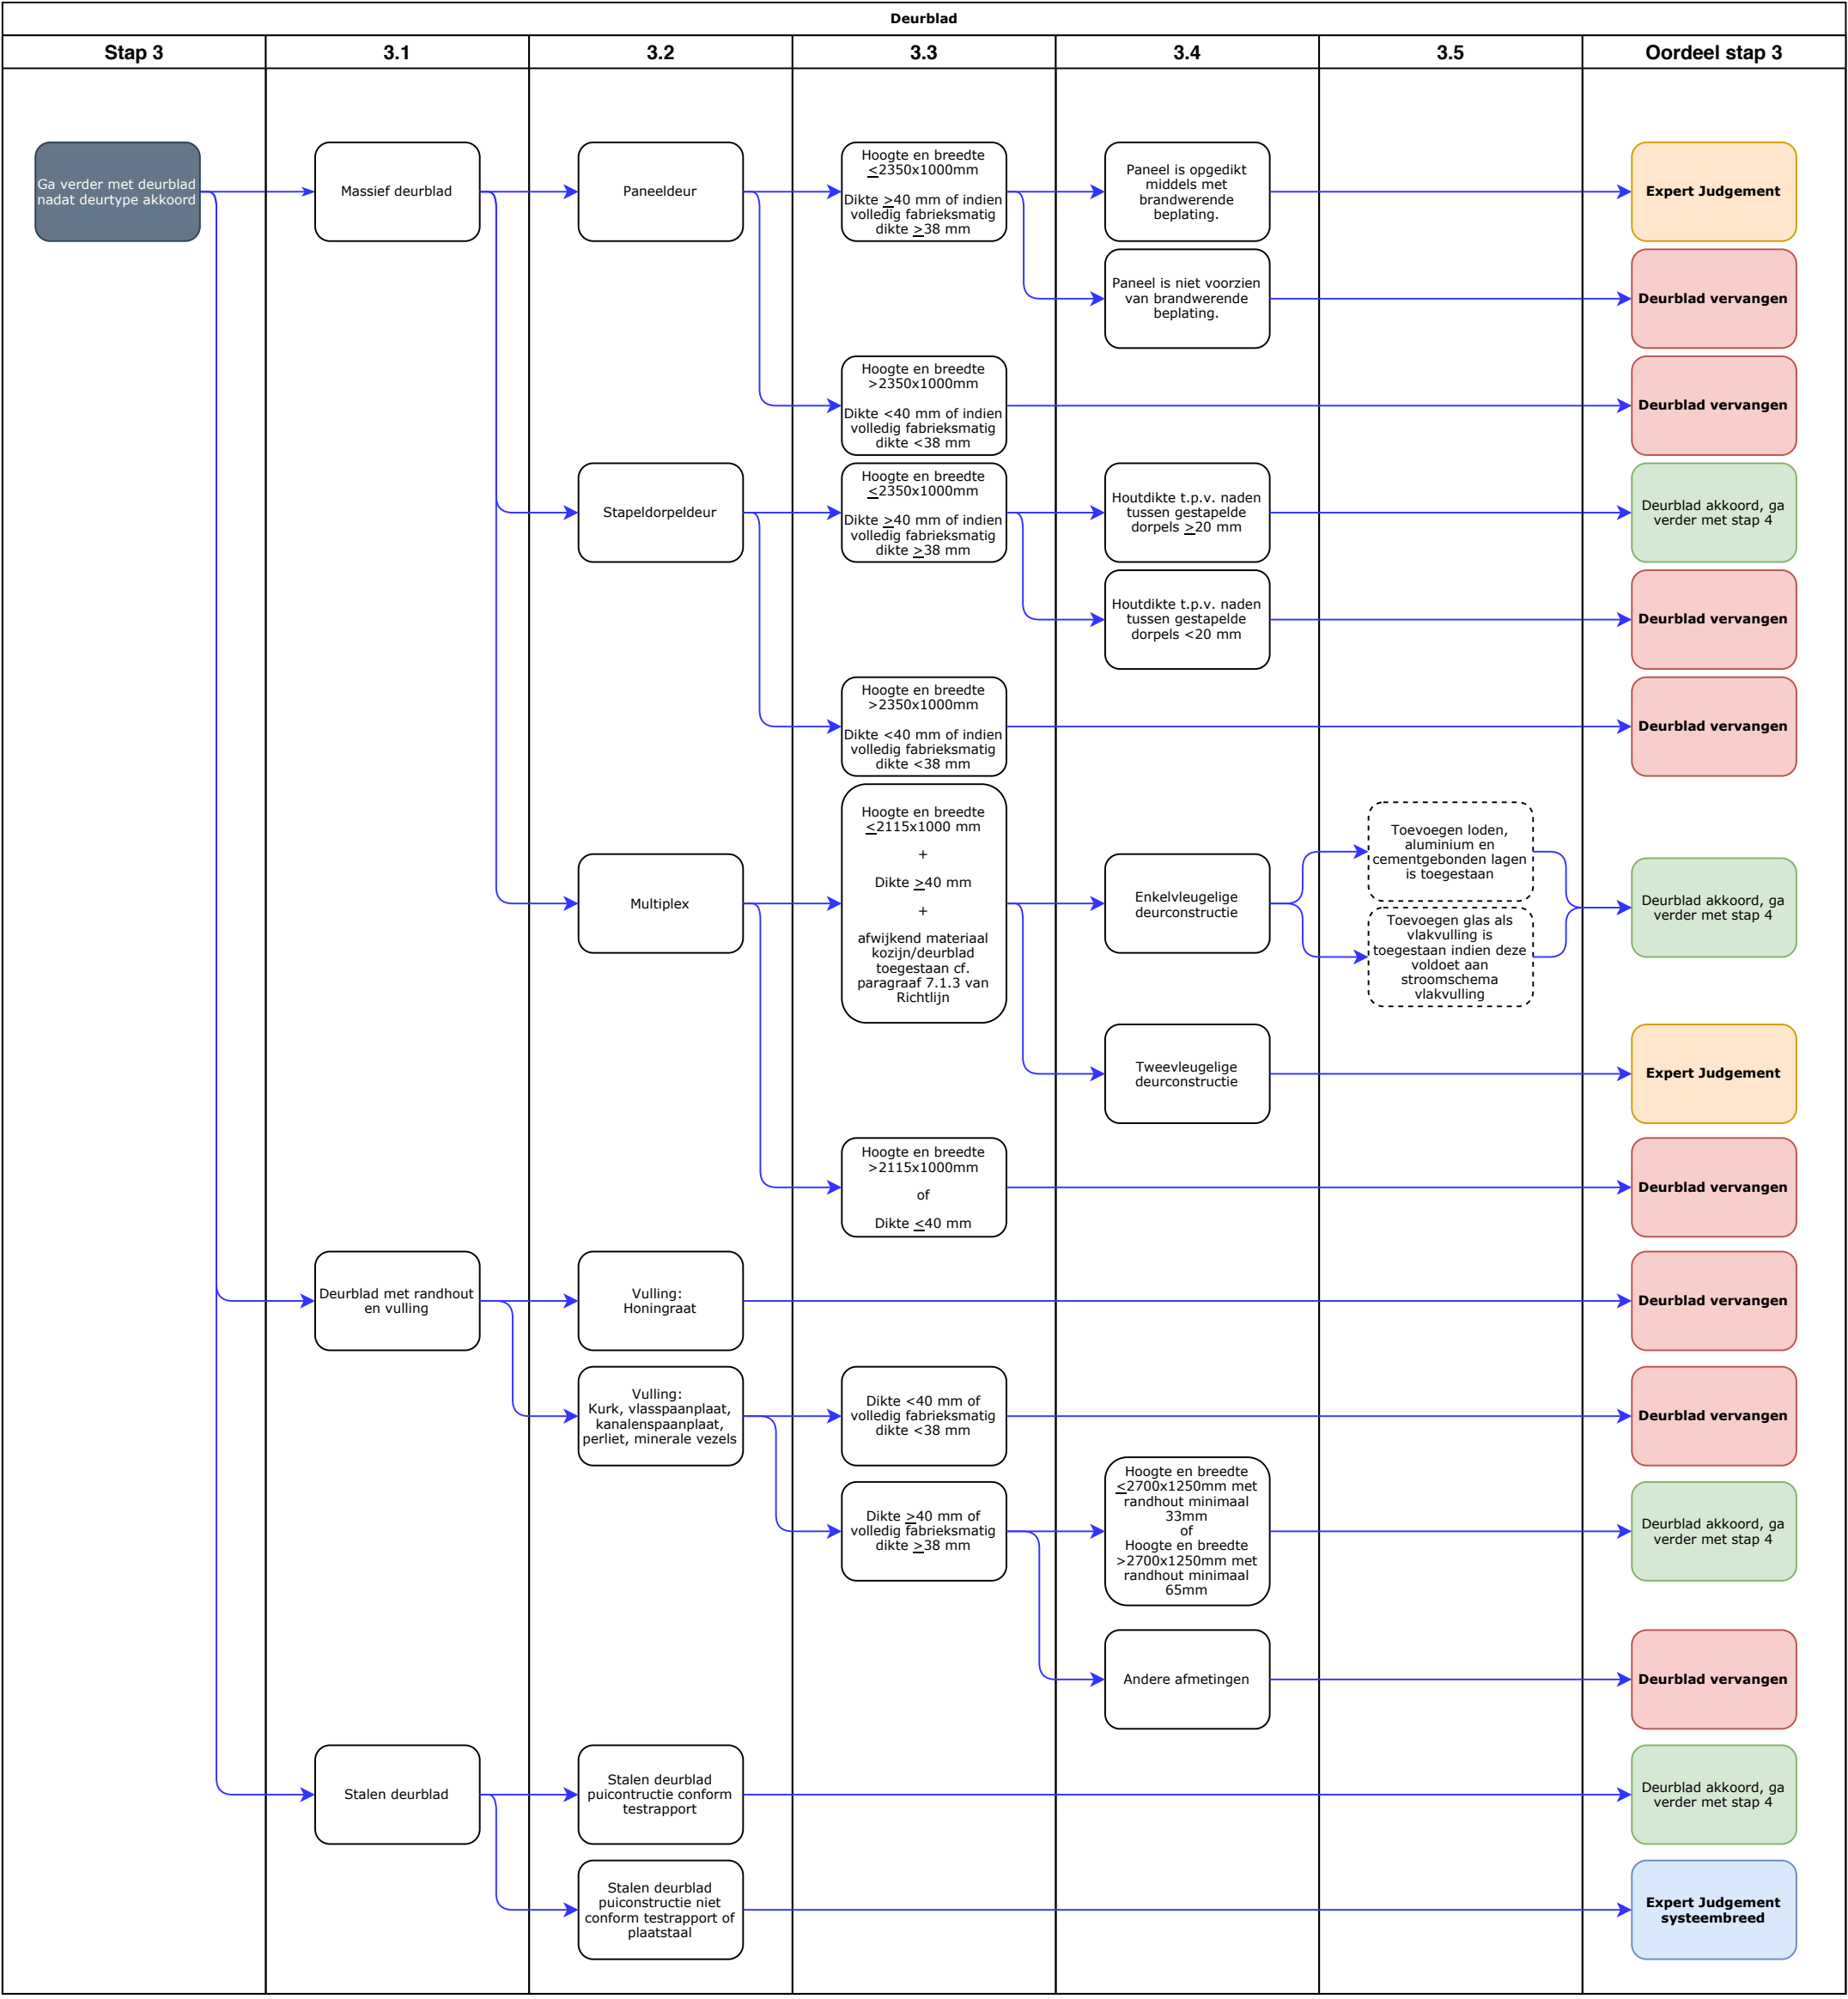 Deurblad
Stap 3
3.1
3.2
3.3
3.4
3.5
Oordeel stap 3
Ga verder met deurblad
nadat deurtype akkoord
Massief deurblad
Paneeldeur
Hoogte en breedte
<2350x1000mm
Dikte >40 mm of indien
volledig fabrieksmatig
dikte >38 mm
Paneel is opgedikt
middels met
brandwerende
beplating.
Expert Judgement
Paneel is niet voorzien
van brandwerende
beplating.
Deurblad vervangen
Hoogte en breedte
>2350x1000mm
Dikte <40 mm of indien
volledig fabrieksmatig
dikte <38 mm
Deurblad vervangen
Stapeldorpeldeur
Hoogte en breedte
<2350x1000mm
Dikte >40 mm of indien
volledig fabrieksmatig
dikte >38 mm
Houtdikte t.p.v. naden
tussen gestapelde
dorpels >20 mm
Deurblad akkoord, ga
verder met stap 4
Houtdikte t.p.v. naden
tussen gestapelde
dorpels <20 mm
Deurblad vervangen
Hoogte en breedte
>2350x1000mm
Dikte <40 mm of indien
volledig fabrieksmatig
dikte <38 mm
Deurblad vervangen
Multiplex
Hoogte en breedte
<2115x1000 mm
+
Dikte >40 mm
+
afwijkend materiaal
kozijn/deurblad
toegestaan cf.
paragraaf 7.1.3 van
Richtlijn
Enkelvleugelige
deurconstructie
Toevoegen loden,
aluminium en
cementgebonden lagen
is toegestaan
Toevoegen glas als
vlakvulling is
toegestaan indien deze
voldoet aan
stroomschema
vlakvulling
Deurblad akkoord, ga
verder met stap 4
Tweevleugelige
deurconstructie
Expert Judgement
Hoogte en breedte
>2115x1000mm
of
Dikte <40 mm
Deurblad vervangen
Deurblad met randhout
en vulling
Vulling:
Honingraat
Deurblad vervangen
Vulling:
Kurk, vlasspaanplaat,
kanalenspaanplaat,
perliet, minerale vezels
Dikte <40 mm of
volledig fabrieksmatig
dikte <38 mm
Deurblad vervangen
Dikte >40 mm of
volledig fabrieksmatig
dikte >38 mm
Hoogte en breedte
<2700x1250mm met
randhout minimaal
33mm
of
Hoogte en breedte
>2700x1250mm met
randhout minimaal
65mm
Deurblad akkoord, ga
verder met stap 4
Andere afmetingen
Deurblad vervangen
Stalen deurblad
Stalen deurblad
puicontructie conform
testrapport
Deurblad akkoord, ga
verder met stap 4
Stalen deurblad
puiconstructie niet
conform testrapport of
plaatstaal
Expert Judgement
systeembreed